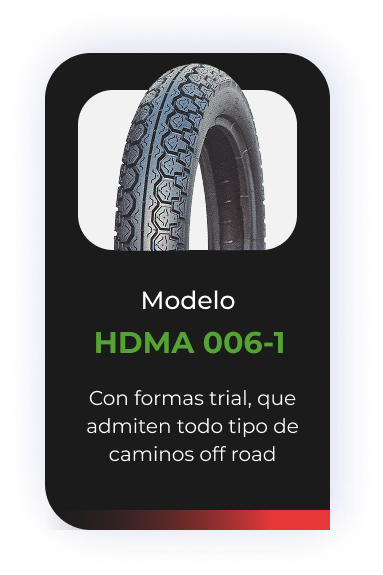 Modelo
HDMA 006-1
Con formas trial, que
admiten todo tipo de
caminos off road